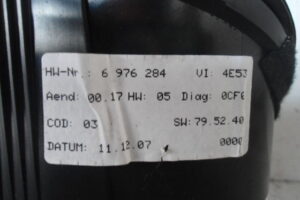 HW-Nr.: 6 976 284 VI: 4E53
Aend: 00.17 HW: 05 Diag: 0CF6
COD: 03 SW: 79.52.40
DATUM: 11.12.07 0000